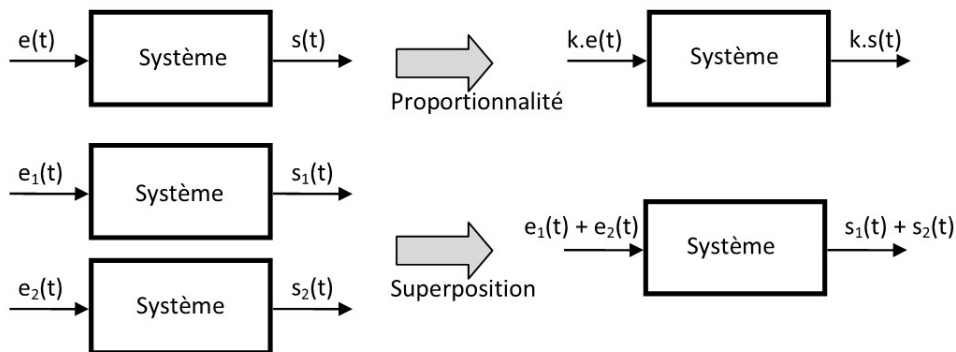 e(t) Système s(t)
Proportionnalité
k.e(t) Système k.s(t)
e₁(t) Système s₁(t)
e₂(t) Système s₂(t)
Superposition
e₁(t) + e₂(t) Système s₁(t) + s₂(t)